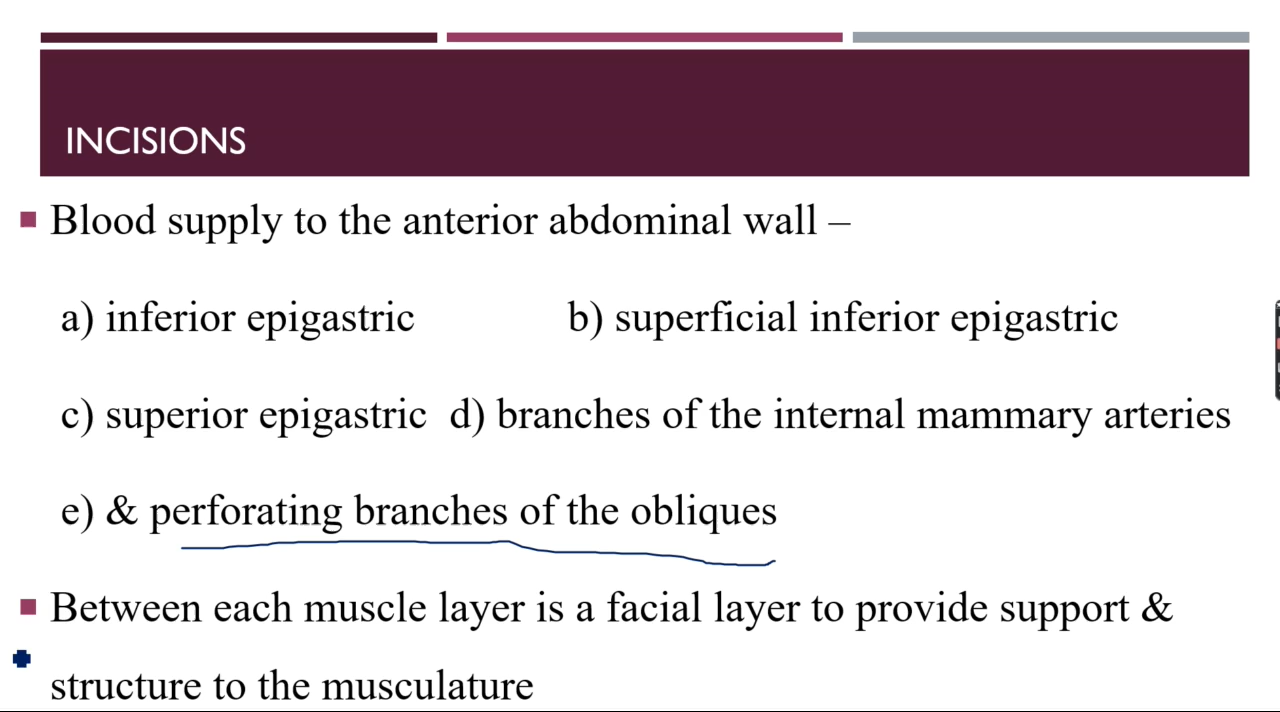 INCISIONS
Blood supply to the anterior abdominal wall –
a) inferior epigastric b) superficial inferior epigastric
c) superior epigastric d) branches of the internal mammary arteries
e) & perforating branches of the obliques
Between each muscle layer is a facial layer to provide support &
structure to the musculature